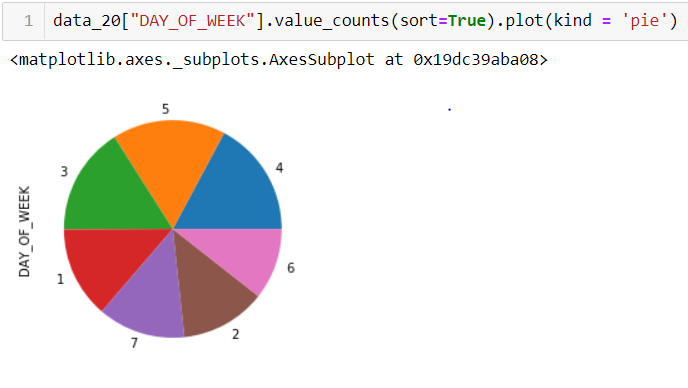 1 data_20["DAY_OF_WEEK"].value_counts(sort=True).plot(kind = 'pie')
<matplotlib.axes._subplots.AxesSubplot at 0x19dc39aba08>
5
4
3
DAY_OF_WEEK
1
6
2
7